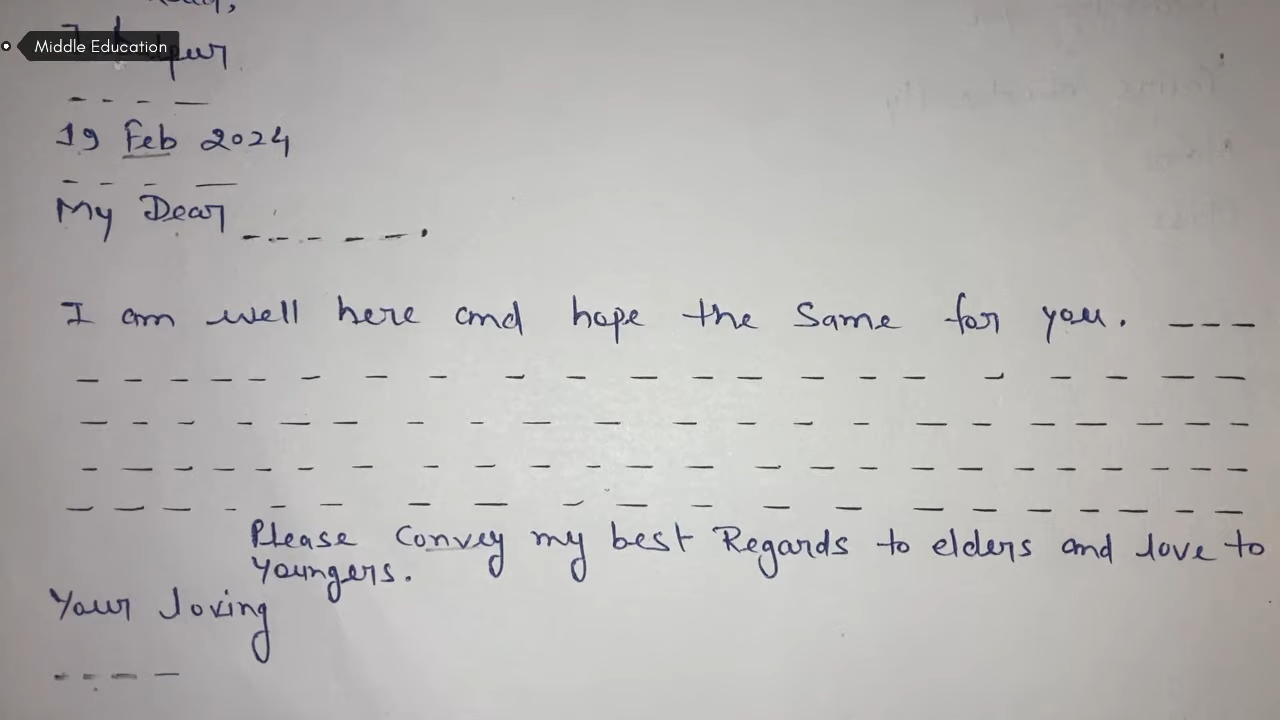 Middle Education
19 Feb 2024
My Dear
I am well here and hope the Same for you.
Please Convey my best Regards to elders and love to
Youngers.
Your loving